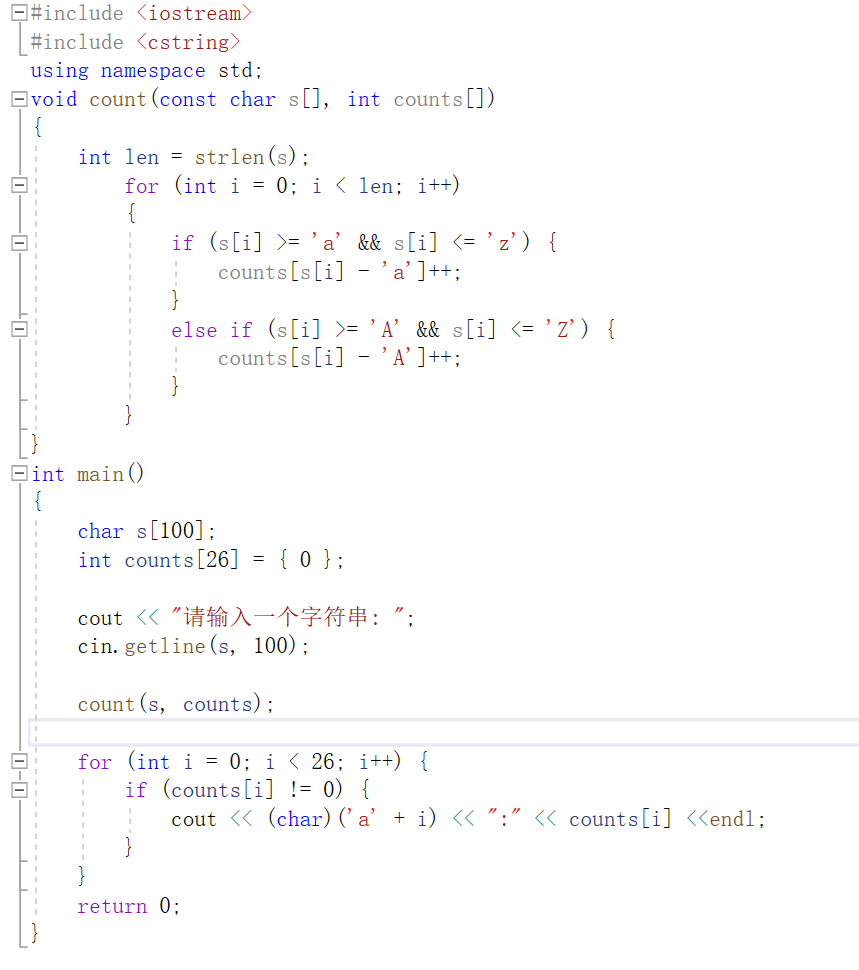 #include <iostream>
#include <cstring>
using namespace std;
void count(const char s[], int counts[])
{
    int len = strlen(s);
        for (int i = 0; i < len; i++)
        {
            if (s[i] >= 'a' && s[i] <= 'z') {
                counts[s[i] - 'a']++;
            }
            else if (s[i] >= 'A' && s[i] <= 'Z') {
                counts[s[i] - 'A']++;
            }
        }
}
int main()
{
    char s[100];
    int counts[26] = { 0 };

    cout << "请输入一个字符串: ";
    cin.getline(s, 100);

    count(s, counts);

    for (int i = 0; i < 26; i++) {
        if (counts[i] != 0) {
            cout << (char)('a' + i) << ":" << counts[i] <<endl;
        }
    }
    return 0;
}